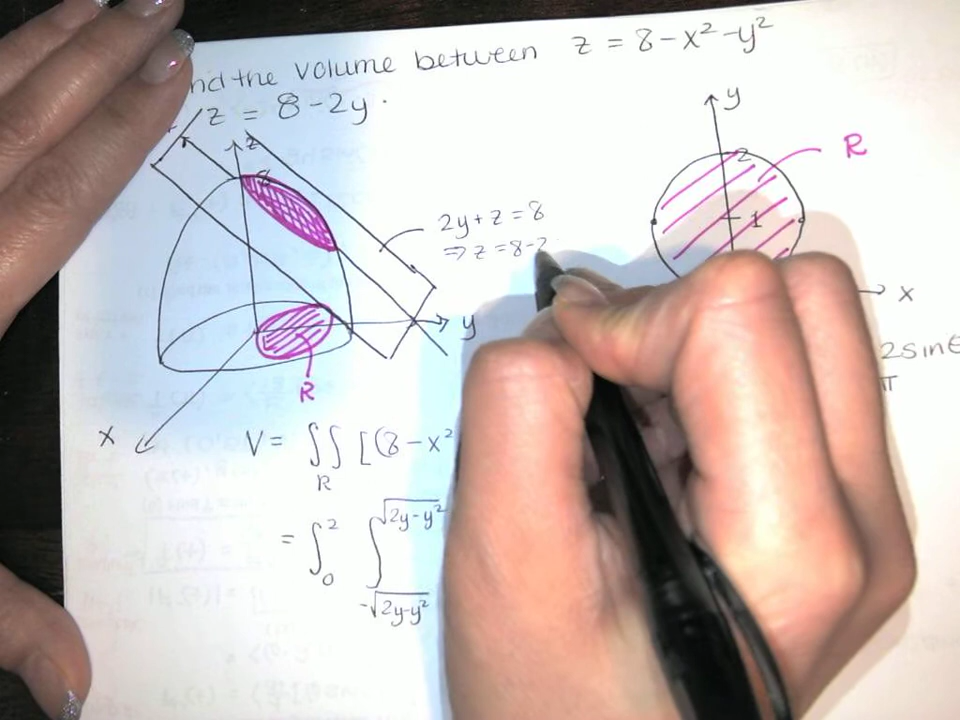 the volume between z = 8 - x² - y²
z = 8 - 2y.
z
8
2y + z = 8
⇒ z = 8 - 2
y
x
R
y
2
1
R
x
2sinθ
π
V = ∬ [(8 - x²
R
= ∫₀² ∫
√2y-y²
-√2y-y²